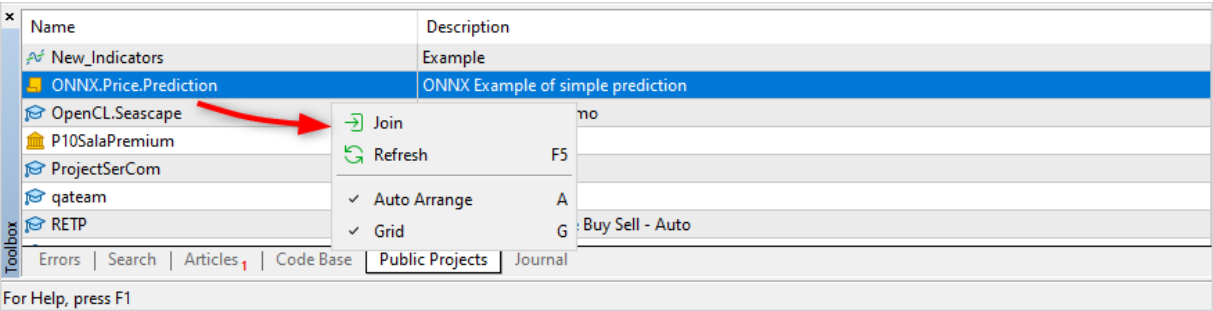 Name Description
New_Indicators Example
ONNX.Price.Prediction ONNX Example of simple prediction
OpenCL.Seascape mo
Join
P10SalaPremium
Refresh F5
ProjectSerCom
qateam
Auto Arrange A
RETP Buy Sell - Auto
Grid G
Toolbox
Errors | Search | Articles 1 | Code Base | Public Projects | Journal
For Help, press F1